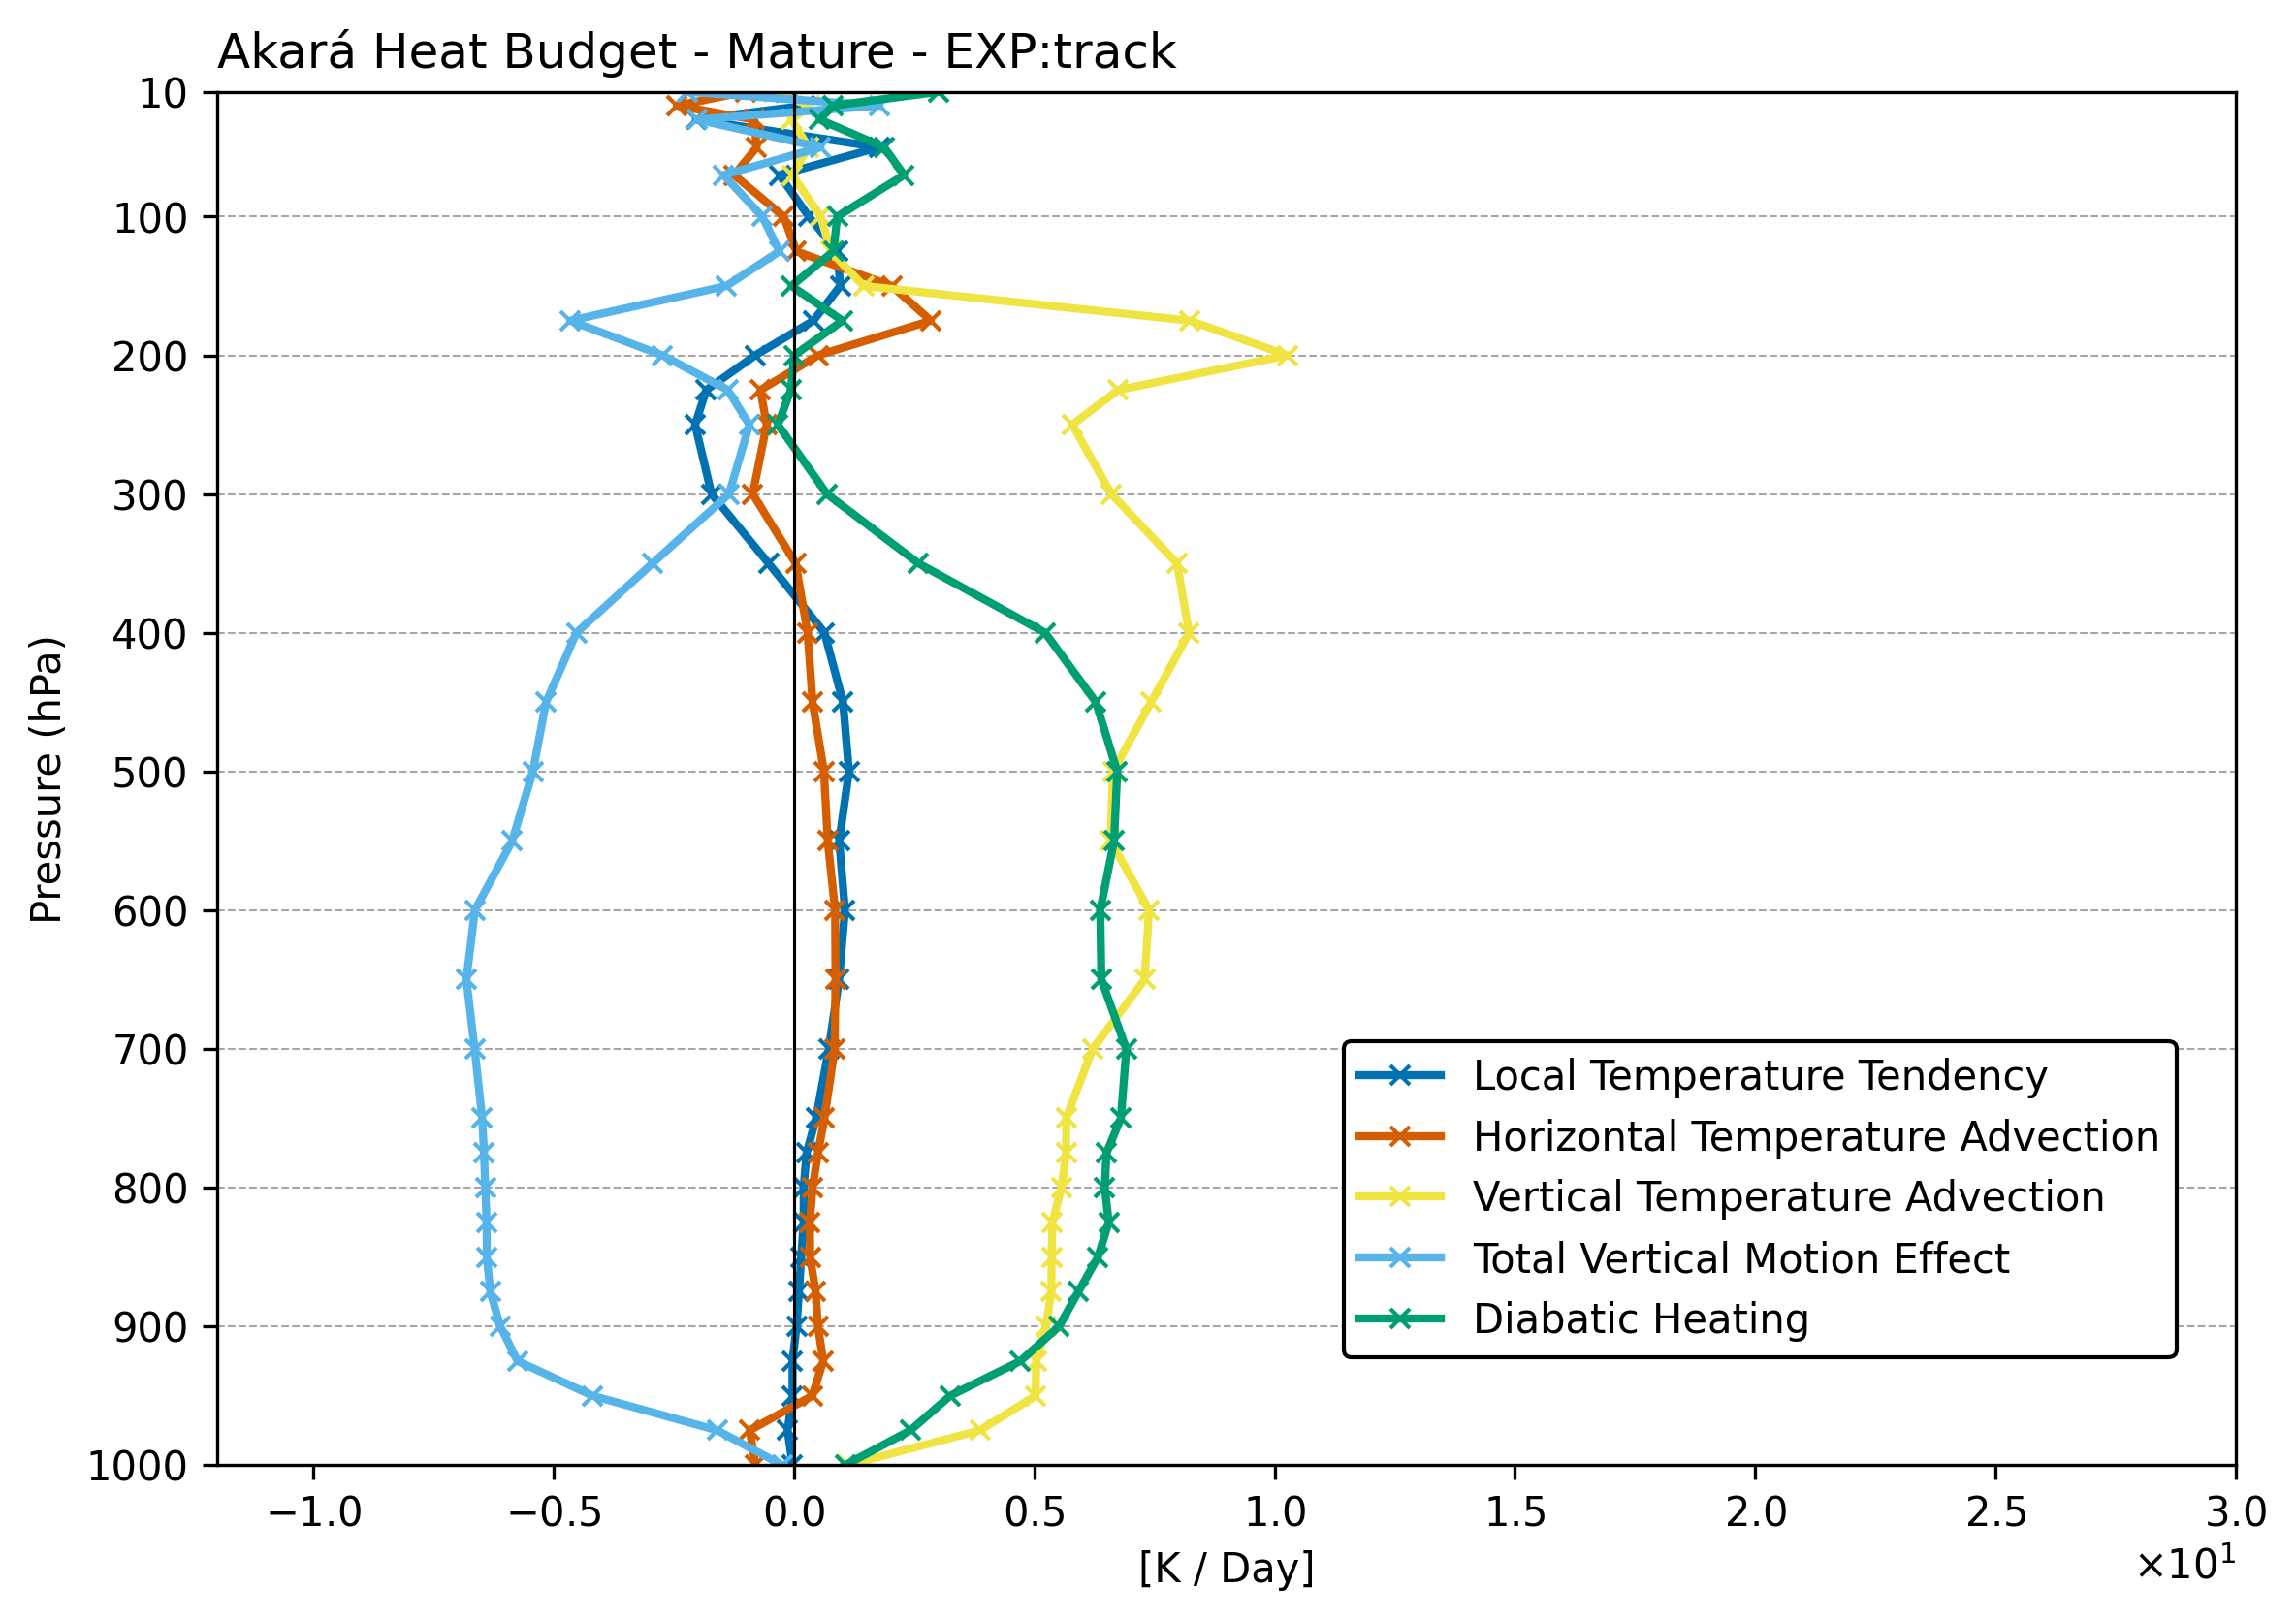 Akará Heat Budget - Mature - EXP:track
10
100
200
300
400
500
600
700
800
900
1000
Pressure (hPa)
Local Temperature Tendency
Horizontal Temperature Advection
Vertical Temperature Advection
Total Vertical Motion Effect
Diabatic Heating
−1.0 −0.5 0.0 0.5 1.0 1.5 2.0 2.5 3.0
[K / Day]
×10¹